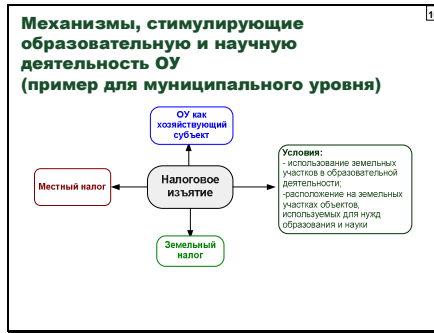 1
Механизмы, стимулирующие
образовательную и научную
деятельность ОУ
(пример для муниципального уровня)
ОУ как
хозяйствующий
субъект
Местный налог
Налоговое
изъятие
Условия:
- использование земельных
участков в образовательной
деятельности;
-расположение на земельных
участках объектов,
используемых для нужд
образования и науки
Земельный
налог